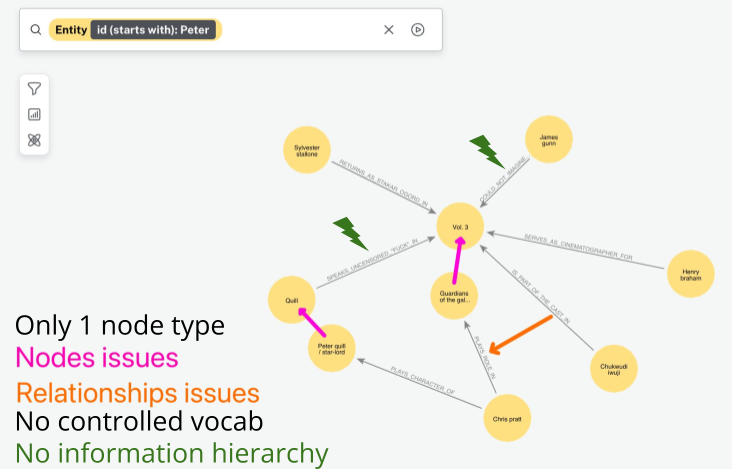 Entity id (starts with): Peter
James
gunn
Sylvester
stallone
RETURNS_AS_STAKAR_OGORD_IN
COULD_NOT_IMAGINE...
Vol. 3
SPEAKS_UNCENSORED_"FUCK"_IN
SERVES_AS_CINEMATOGRAPHER_FOR
Henry
braham
IS_PART_OF_THE_CAST_IN
Quill
Guardians
of the gal...
Only 1 node type
Peter quill
/ star-lord
PLAYS_ROLE_IN
Nodes issues
Chukwudi
iwuji
PLAYS_CHARACTER_OF
Relationships issues
No controlled vocab
Chris pratt
No information hierarchy